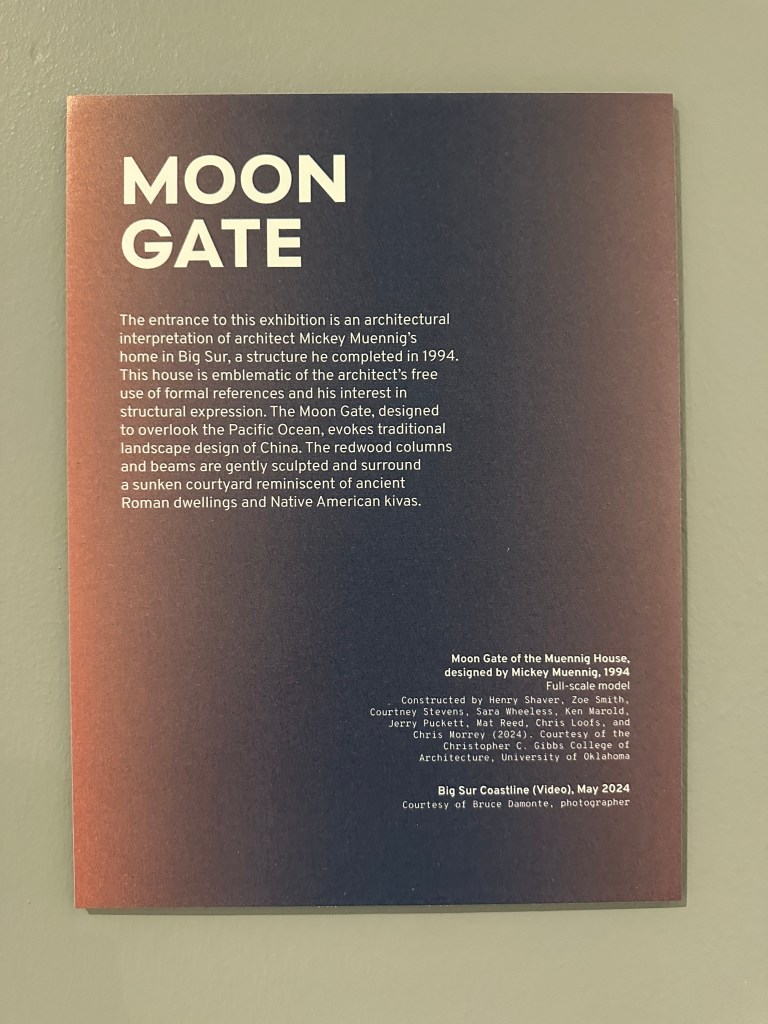 MOON
GATE
The entrance to this exhibition is an architectural
interpretation of architect Mickey Muennig’s
home in Big Sur, a structure he completed in 1994.
This house is emblematic of the architect’s free
use of formal references and his interest in
structural expression. The Moon Gate, designed
to overlook the Pacific Ocean, evokes traditional
landscape design of China. The redwood columns
and beams are gently sculpted and surround
a sunken courtyard reminiscent of ancient
Roman dwellings and Native American kivas.
Moon Gate of the Muennig House,
designed by Mickey Muennig, 1994
Full-scale model
Constructed by Henry Shaver, Zoe Smith,
Courtney Stevens, Sara Wheeless, Ken Marold,
Jerry Puckett, Mat Reed, Chris Loofs, and
Chris Morrey (2024). Courtesy of the
Christopher C. Gibbs College of
Architecture, University of Oklahoma
Big Sur Coastline (Video), May 2024
Courtesy of Bruce Damonte, photographer